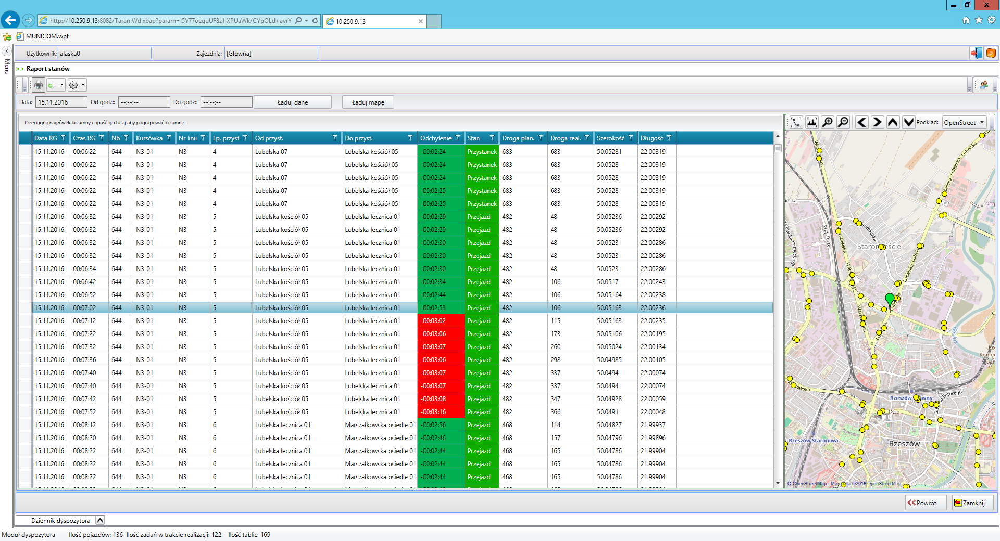 http://10.250.9.13:8082/Taran.Wd.xbap?param=I5Y77oeguUF8z1lXPUaWk/CYpOLd+avrY
10.250.9.13
MUNICOM.wpf
Menu
Użytkownik: alaska0 Zajezdnia: [Główna]
>> Raport stanów
Data: 15.11.2016 Od godz:: --:--:-- Do godz:: --:--:-- Ładuj dane Ładuj mapę
Przeciągnij nagłówek kolumny i upuść go tutaj aby pogrupować kolumnę
Podkład: OpenStreet
Data RG Czas RG Nb Kursówka Nr linii Lp. przyst Od przyst. Do przyst. Odchylenie Stan Droga plan. Droga real. Szerokość Długość
15.11.2016 00:06:22 644 N3-01 N3 4 Lubelska 07 Lubelska kościół 05 -00:02:24 Przystanek 683 683 50.05281 22.00319
15.11.2016 00:06:22 644 N3-01 N3 4 Lubelska 07 Lubelska kościół 05 -00:02:24 Przystanek 683 683 50.0528 22.00319
15.11.2016 00:06:22 644 N3-01 N3 4 Lubelska 07 Lubelska kościół 05 -00:02:24 Przystanek 683 683 50.0528 22.00319
15.11.2016 00:06:22 644 N3-01 N3 4 Lubelska 07 Lubelska kościół 05 -00:02:25 Przystanek 683 683 50.0528 22.00319
15.11.2016 00:06:22 644 N3-01 N3 4 Lubelska 07 Lubelska kościół 05 -00:02:25 Przystanek 683 683 50.0528 22.00319
15.11.2016 00:06:32 644 N3-01 N3 5 Lubelska kościół 05 Lubelska lecznica 01 -00:02:29 Przejazd 482 48 50.05236 22.00292
15.11.2016 00:06:32 644 N3-01 N3 5 Lubelska kościół 05 Lubelska lecznica 01 -00:02:29 Przejazd 482 48 50.05236 22.00292
15.11.2016 00:06:32 644 N3-01 N3 5 Lubelska kościół 05 Lubelska lecznica 01 -00:02:30 Przejazd 482 48 50.0523 22.00286
15.11.2016 00:06:32 644 N3-01 N3 5 Lubelska kościół 05 Lubelska lecznica 01 -00:02:30 Przejazd 482 48 50.0523 22.00286
15.11.2016 00:06:34 644 N3-01 N3 5 Lubelska kościół 05 Lubelska lecznica 01 -00:02:30 Przejazd 482 48 50.0523 22.00286
15.11.2016 00:06:42 644 N3-01 N3 5 Lubelska kościół 05 Lubelska lecznica 01 -00:02:34 Przejazd 482 106 50.0517 22.00243
15.11.2016 00:06:52 644 N3-01 N3 5 Lubelska kościół 05 Lubelska lecznica 01 -00:02:44 Przejazd 482 106 50.05164 22.00238
15.11.2016 00:07:02 644 N3-01 N3 5 Lubelska kościół 05 Lubelska lecznica 01 -00:02:53 Przejazd 482 106 50.05163 22.00236
15.11.2016 00:07:12 644 N3-01 N3 5 Lubelska kościół 05 Lubelska lecznica 01 -00:03:02 Przejazd 482 115 50.05163 22.00235
15.11.2016 00:07:22 644 N3-01 N3 5 Lubelska kościół 05 Lubelska lecznica 01 -00:03:06 Przejazd 482 173 50.05106 22.00195
15.11.2016 00:07:32 644 N3-01 N3 5 Lubelska kościół 05 Lubelska lecznica 01 -00:03:07 Przejazd 482 260 50.05024 22.00134
15.11.2016 00:07:36 644 N3-01 N3 5 Lubelska kościół 05 Lubelska lecznica 01 -00:03:06 Przejazd 482 298 50.04985 22.00105
15.11.2016 00:07:40 644 N3-01 N3 5 Lubelska kościół 05 Lubelska lecznica 01 -00:03:07 Przejazd 482 337 50.0494 22.00074
15.11.2016 00:07:40 644 N3-01 N3 5 Lubelska kościół 05 Lubelska lecznica 01 -00:03:07 Przejazd 482 337 50.0494 22.00074
15.11.2016 00:07:42 644 N3-01 N3 5 Lubelska kościół 05 Lubelska lecznica 01 -00:03:08 Przejazd 482 347 50.04928 22.00059
15.11.2016 00:07:52 644 N3-01 N3 5 Lubelska kościół 05 Lubelska lecznica 01 -00:03:16 Przejazd 482 366 50.0491 22.00048
15.11.2016 00:08:12 644 N3-01 N3 6 Lubelska lecznica 01 Marszałkowska osiedle 01 -00:02:56 Przejazd 468 114 50.04827 21.99937
15.11.2016 00:08:20 644 N3-01 N3 6 Lubelska lecznica 01 Marszałkowska osiedle 01 -00:02:46 Przejazd 468 157 50.04796 21.99896
15.11.2016 00:08:22 644 N3-01 N3 6 Lubelska lecznica 01 Marszałkowska osiedle 01 -00:02:44 Przejazd 468 165 50.04786 21.99904
15.11.2016 00:08:22 644 N3-01 N3 6 Lubelska lecznica 01 Marszałkowska osiedle 01 -00:02:44 Przejazd 468 165 50.04786 21.99904
15.11.2016 00:08:22 644 N3-01 N3 6 Lubelska lecznica 01 Marszałkowska osiedle 01 -00:02:44 Przejazd 468 165 50.04786 21.99904
Lubelska
Lubelska
Przy Torze
Lubelska
Wisłok
Rzeszów Staroniwa
Rzeszów
© OpenStreetMap - Map data ©2016 OpenStreetMap
Powrót Zamknij
Dziennik dyspozytora
Moduł dyspozytora Ilość pojazdów: 136 Ilość zadań w trakcie realizacji: 122 Ilość tablic: 169